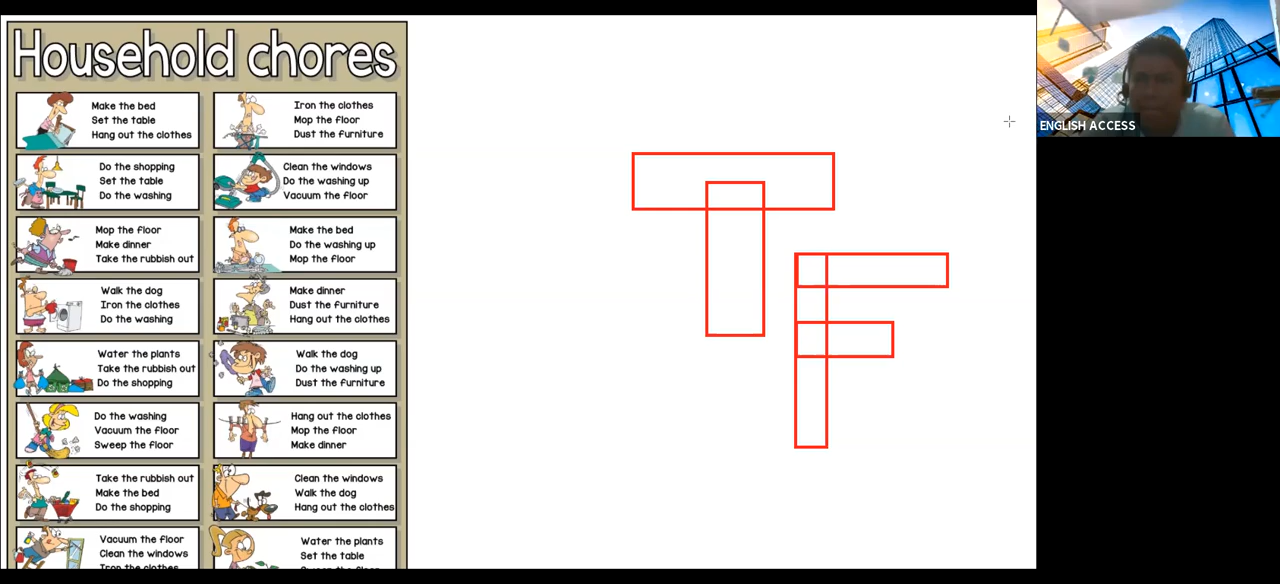 Household chores
Make the bed
Set the table
Hang out the clothes
Iron the clothes
Mop the floor
Dust the furniture
Do the shopping
Set the table
Do the washing
Clean the windows
Do the washing up
Vacuum the floor
Mop the floor
Make dinner
Take the rubbish out
Make the bed
Do the washing up
Mop the floor
Walk the dog
Iron the clothes
Do the washing
Make dinner
Dust the furniture
Hang out the clothes
Water the plants
Take the rubbish out
Do the shopping
Walk the dog
Do the washing up
Dust the furniture
Do the washing
Vacuum the floor
Sweep the floor
Hang out the clothes
Mop the floor
Make dinner
Take the rubbish out
Make the bed
Do the shopping
Clean the windows
Walk the dog
Hang out the clothes
Vacuum the floor
Clean the windows
Iron the clothes
Water the plants
Set the table
Sweep the floor
TF
ENGLISH ACCESS